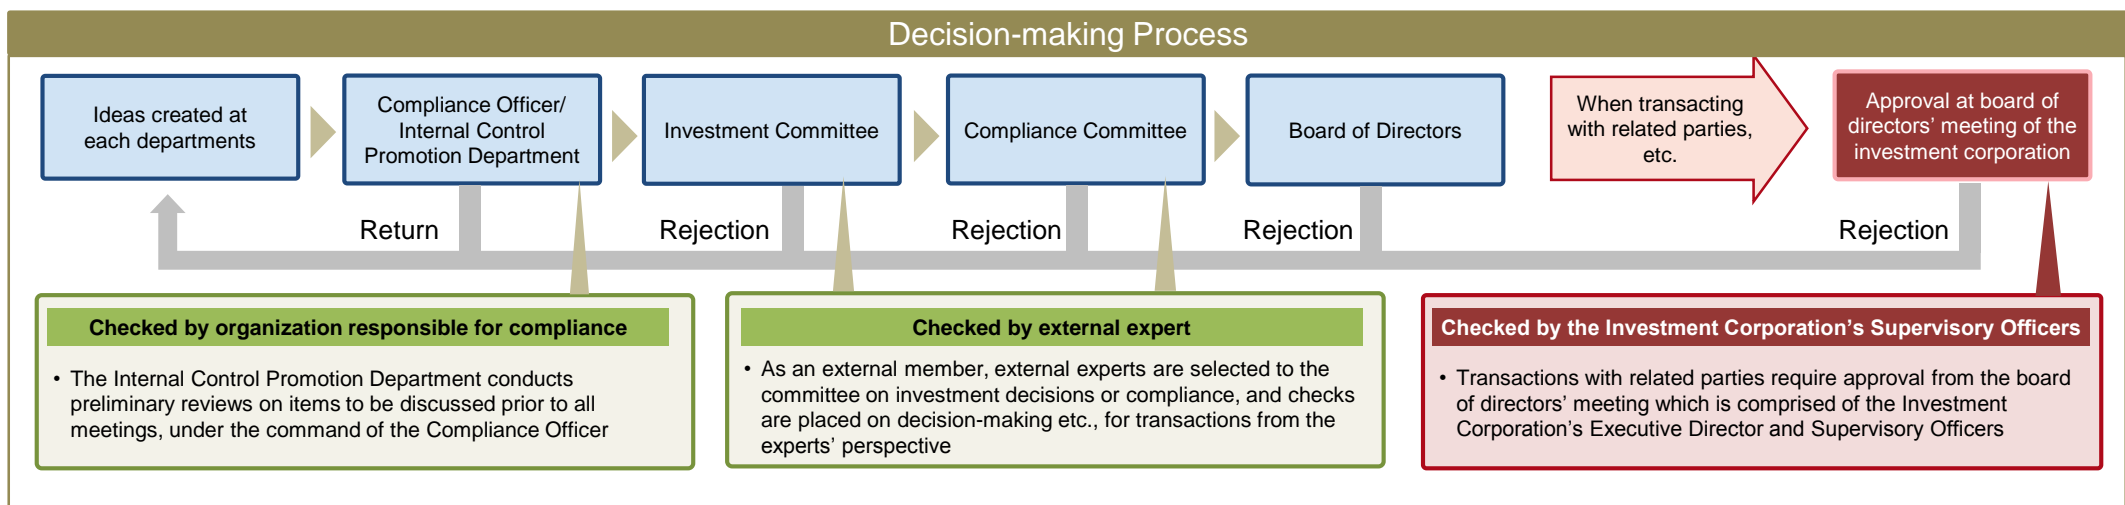 Decision-making Process
Ideas created at
each departments
Compliance Officer/
Internal Control
Promotion Department
Investment Committee
Compliance Committee
Board of Directors
When transacting
with related parties,
etc.
Approval at board of
directors’ meeting of the
investment corporation
Return
Rejection
Rejection
Rejection
Rejection
Checked by organization responsible for compliance
• The Internal Control Promotion Department conducts
preliminary reviews on items to be discussed prior to all
meetings, under the command of the Compliance Officer
Checked by external expert
• As an external member, external experts are selected to the
committee on investment decisions or compliance, and checks
are placed on decision-making etc., for transactions from the
experts’ perspective
Checked by the Investment Corporation’s Supervisory Officers
• Transactions with related parties require approval from the board
of directors’ meeting which is comprised of the Investment
Corporation’s Executive Director and Supervisory Officers